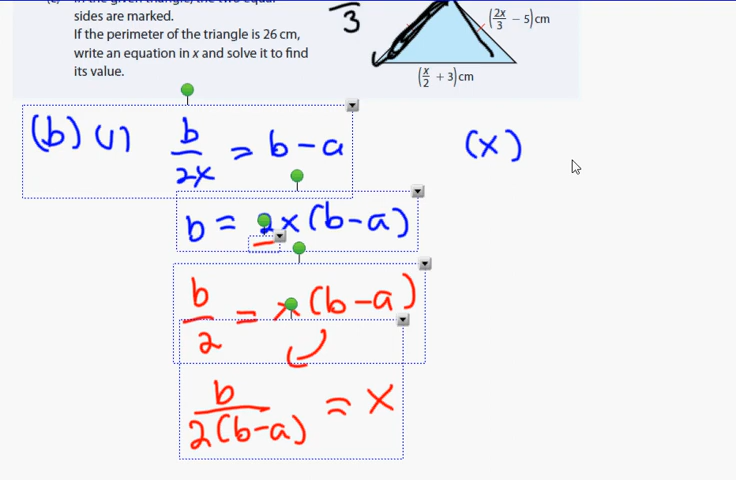 sides are marked.
If the perimeter of the triangle is 26 cm,
write an equation in x and solve it to find
its value.
3
(2x/3 − 5) cm
(x/2 + 3) cm
(b) (i) b/2x = b−a
(x)
b = 2x(b−a)
b/2 = x(b−a)
b/2(b−a) = x